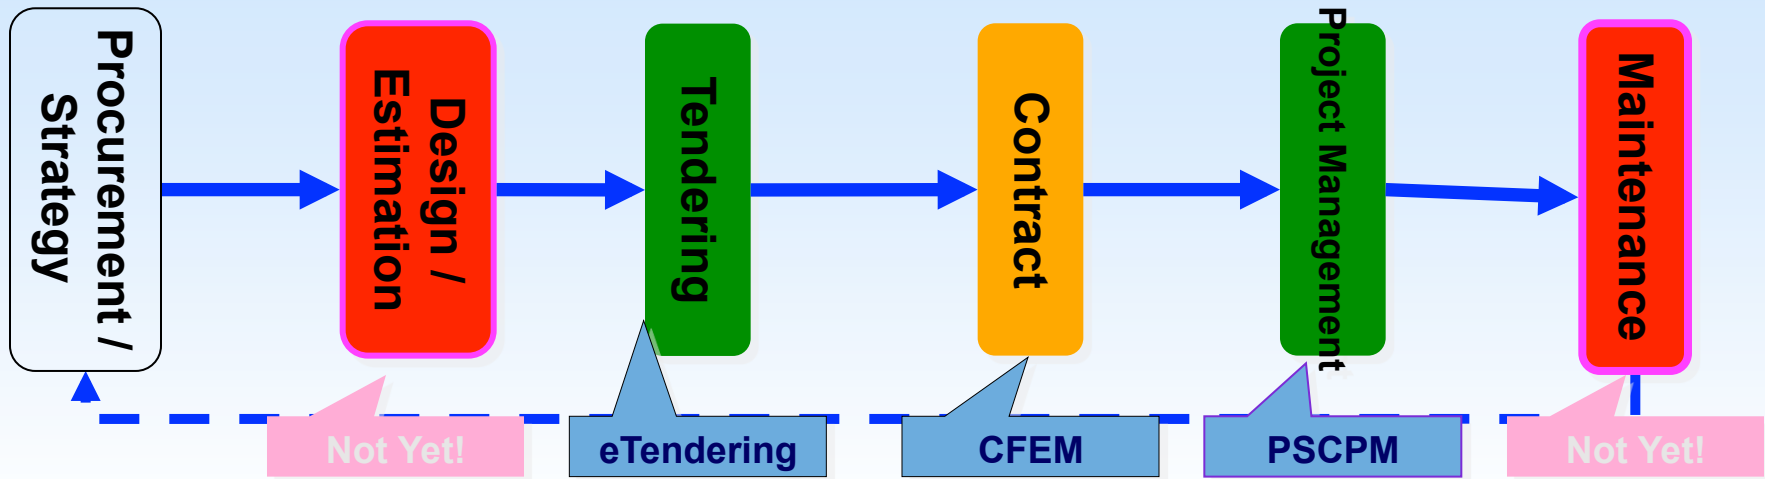 Procurement /
Strategy
Design /
Estimation
Tendering
Contract
Project Management
Maintenance
Not Yet!
eTendering
CFEM
PSCPM
Not Yet!